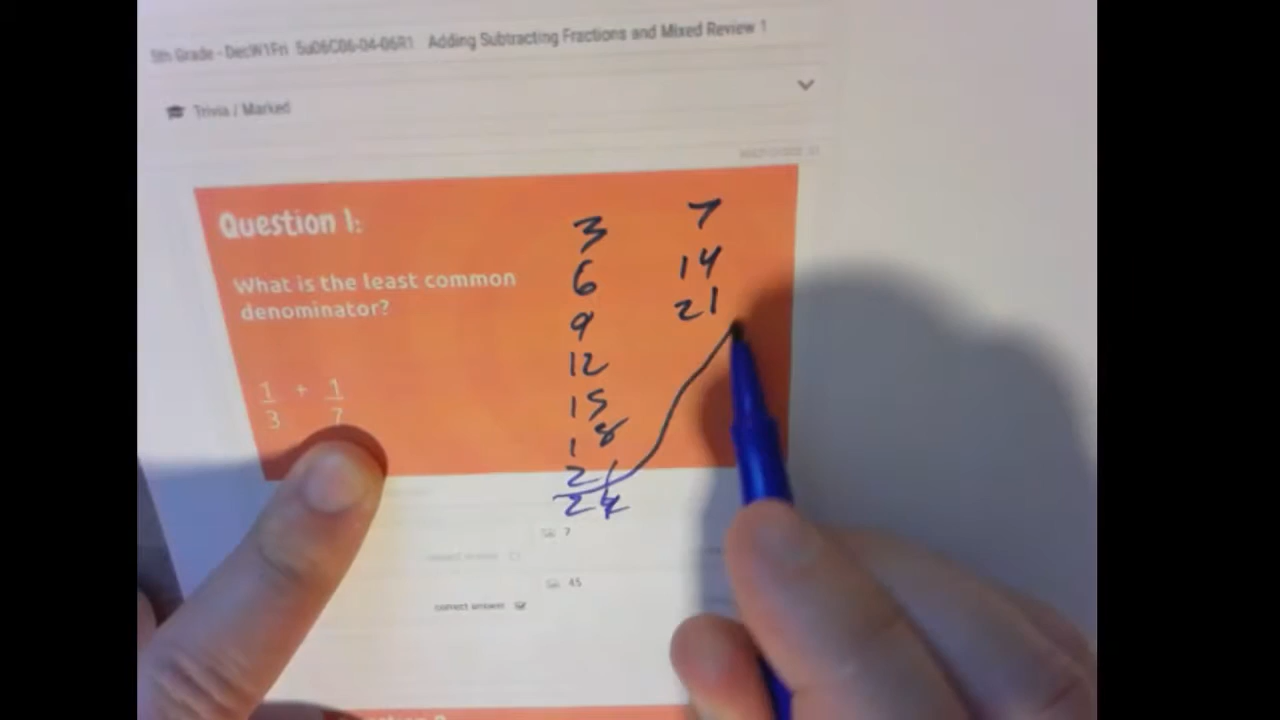 5th Grade - DecW1Fri 5u06C06-04-06R1 Adding Subtracting Fractions and Mixed Review 1
Trivia / Marked
Question 1:
What is the least common
denominator?
1 + 1
3 7
3
6
9
12
15
18
21
24
7
14
21
7
45
correct answer